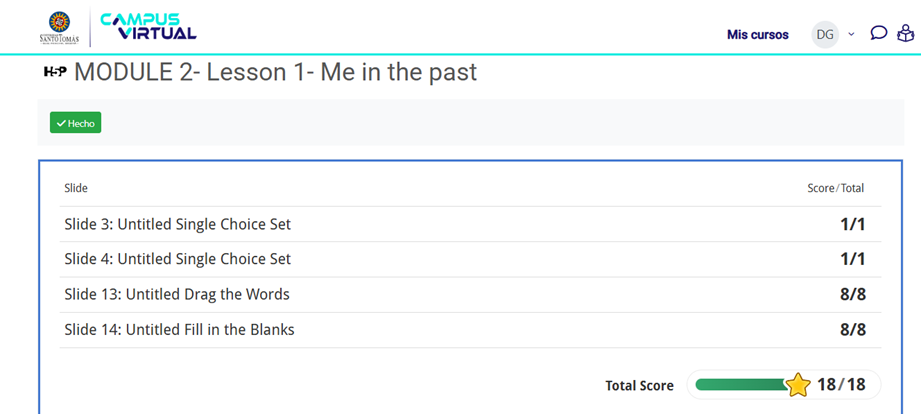 SANTOTOMÁS
CAMPUS
VIRTUAL
Mis cursos
DG
H5P MODULE 2- Lesson 1- Me in the past
Hecho
Slide Score/Total
Slide 3: Untitled Single Choice Set 1/1
Slide 4: Untitled Single Choice Set 1/1
Slide 13: Untitled Drag the Words 8/8
Slide 14: Untitled Fill in the Blanks 8/8
Total Score 18/18